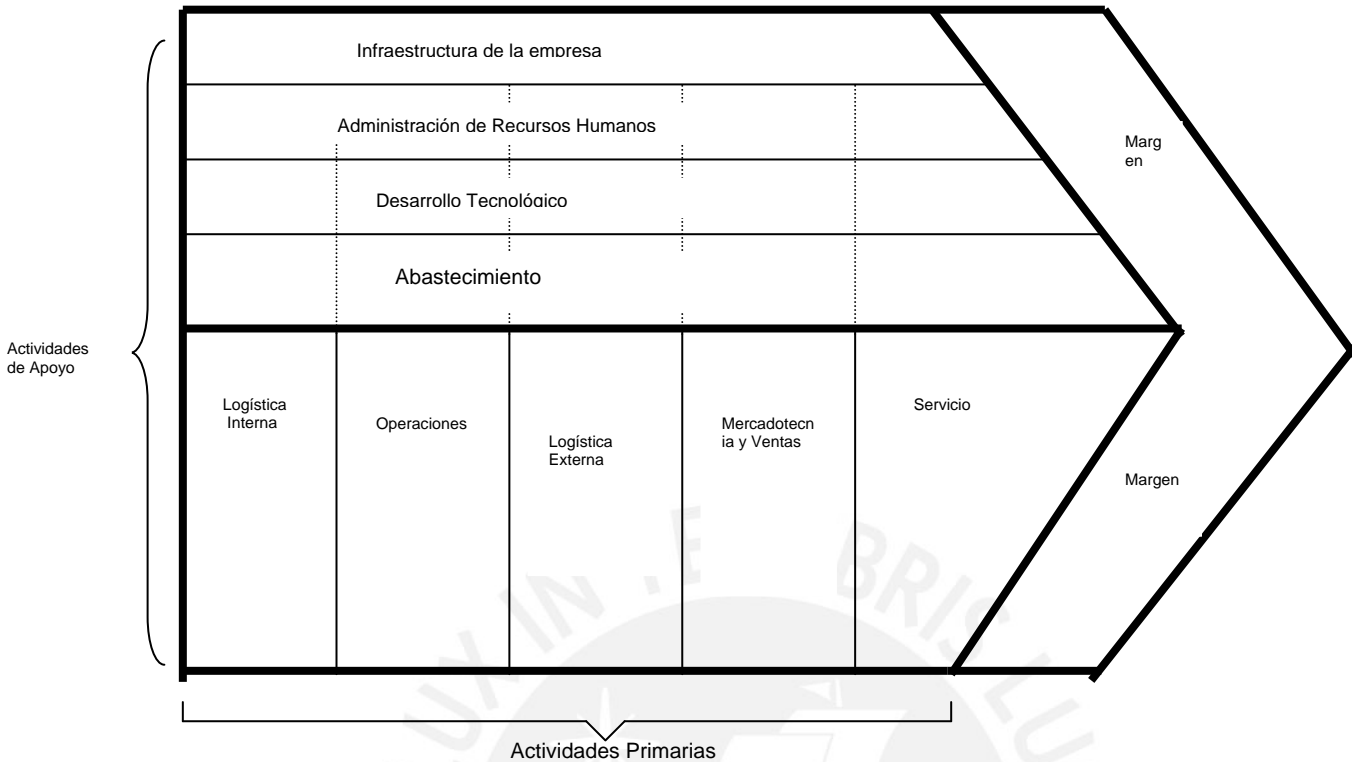 Infraestructura de la empresa
Administración de Recursos Humanos
Desarrollo Tecnológico
Abastecimiento
Marg
en
Actividades
de Apoyo
Logística
Interna
Operaciones
Logística
Externa
Mercadotecn
ia y Ventas
Servicio
Margen
Actividades Primarias